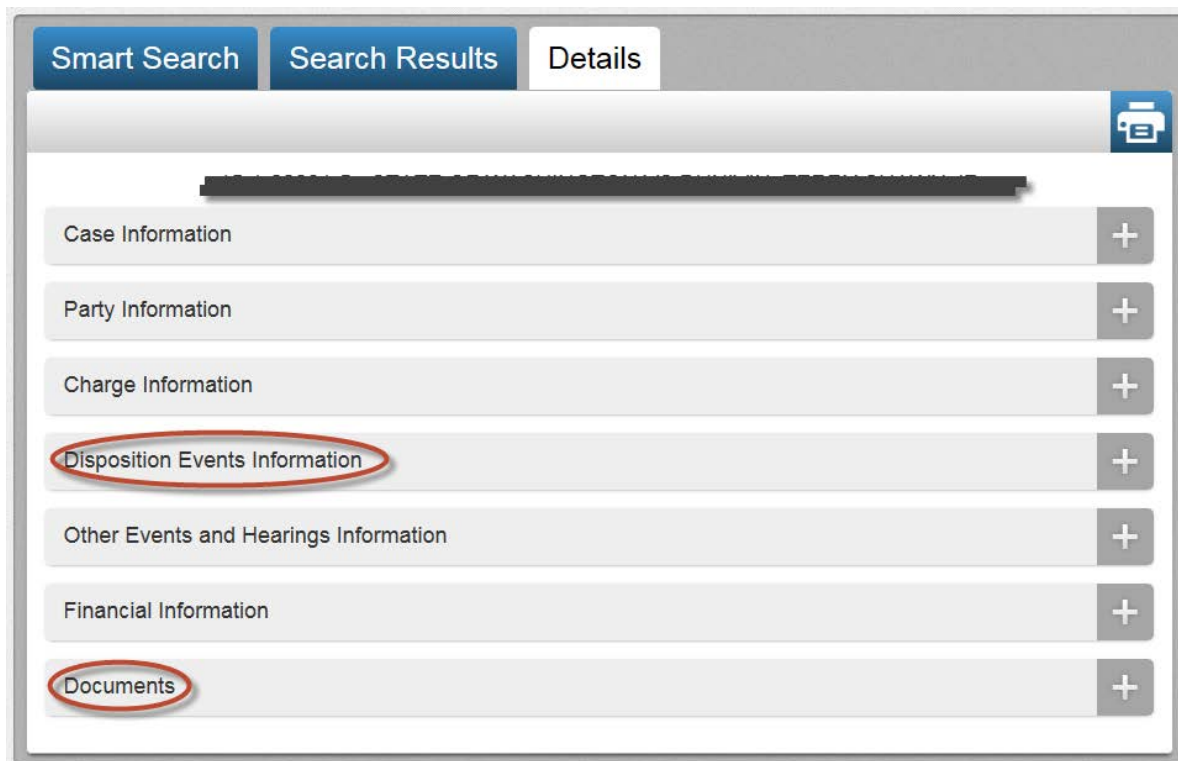 Smart Search
Search Results
Details
Case Information
Party Information
Charge Information
Disposition Events Information
Other Events and Hearings Information
Financial Information
Documents